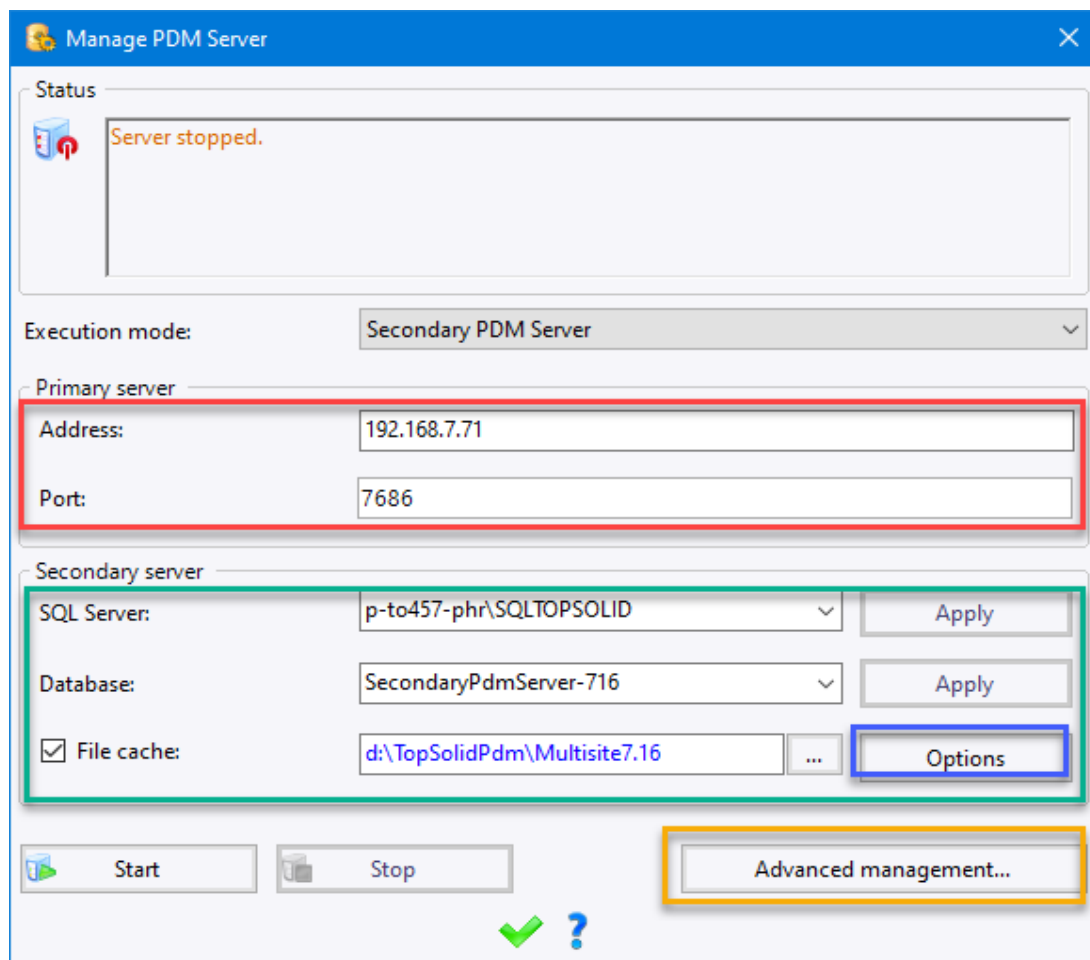 Manage PDM Server
Status
Server stopped.
Execution mode: Secondary PDM Server
Primary server
Address: 192.168.7.71
Port: 7686
Secondary server
SQL Server: p-to457-phr\SQLTOPSOLID Apply
Database: SecondaryPdmServer-716 Apply
File cache: d:\TopSolidPdm\Multisite7.16 ... Options
Start Stop Advanced management...
?